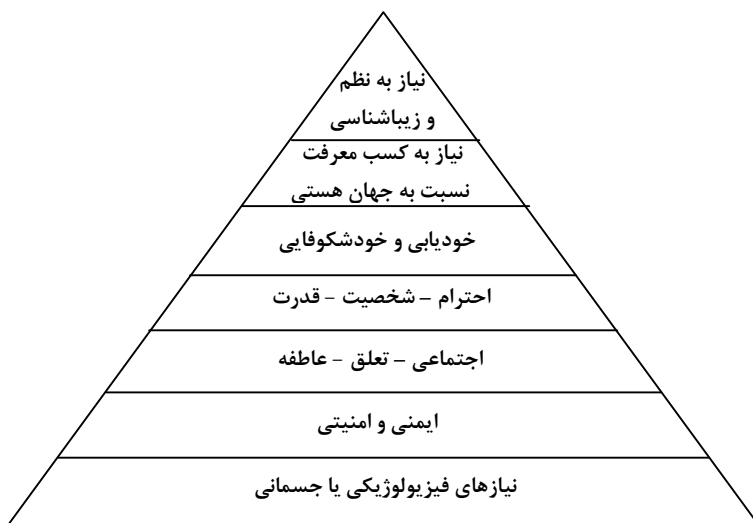 نیاز به نظم
و زیباشناسی
نیاز به کسب معرفت
نسبت به جهان هستی
خودیابی و خودشکوفایی
احترام – شخصیت - قدرت
اجتماعی – تعلق - عاطفه
ایمنی و امنیتی
نیازهای فیزیولوژیکی یا جسمانی